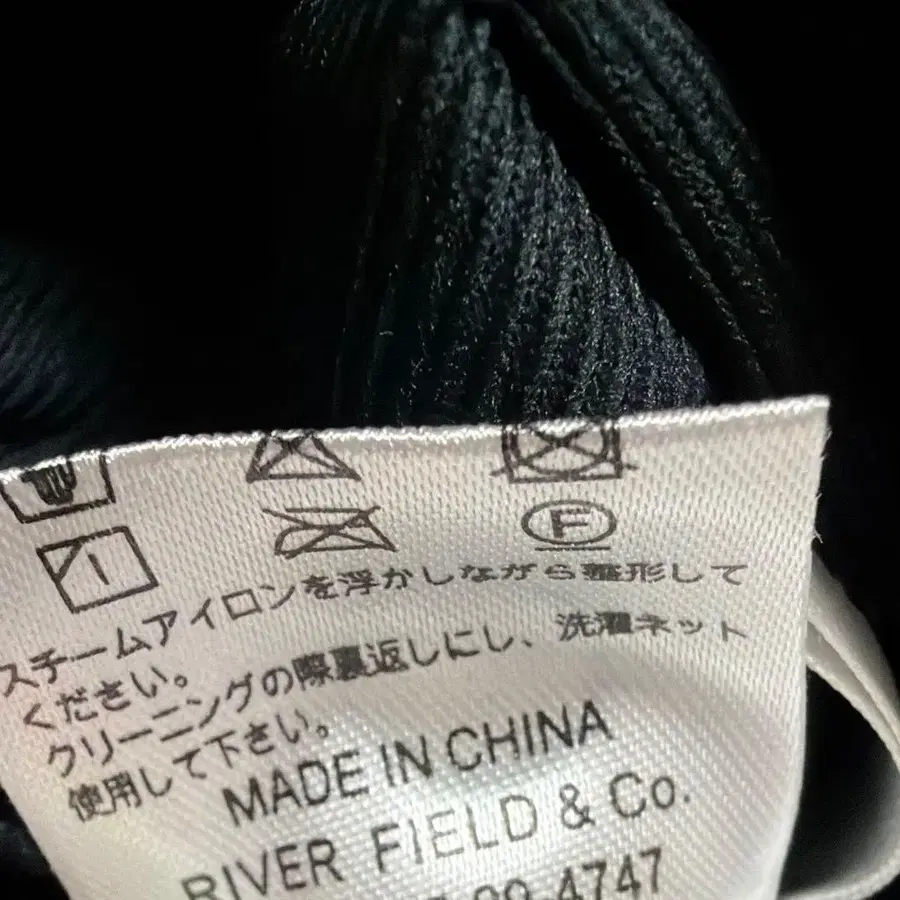 F
スチームアイロンを浮かしながら整形して
ください。
クリーニングの際裏返しにし、洗濯ネット
使用して下さい。
MADE IN CHINA
RIVER FIELD & Co.
99-4747